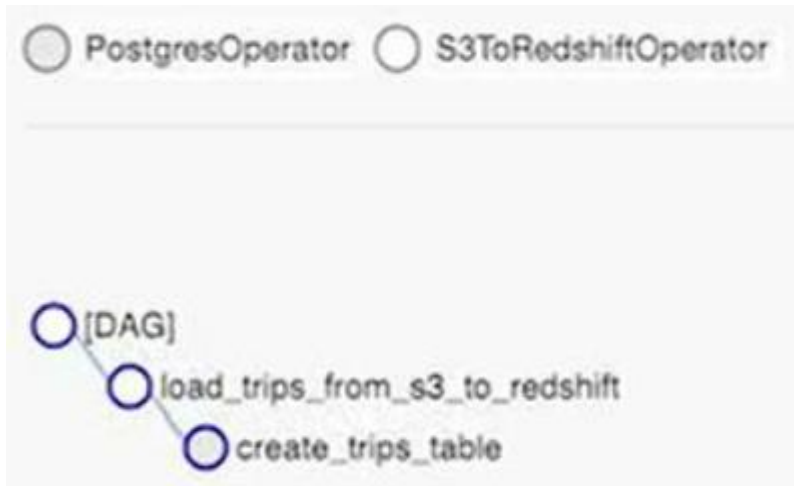 PostgresOperator S3ToRedshiftOperator
[DAG]
load_trips_from_s3_to_redshift
create_trips_table